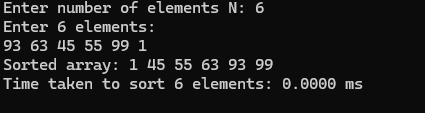 Enter number of elements N: 6
Enter 6 elements:
93 63 45 55 99 1
Sorted array: 1 45 55 63 93 99
Time taken to sort 6 elements: 0.0000 ms